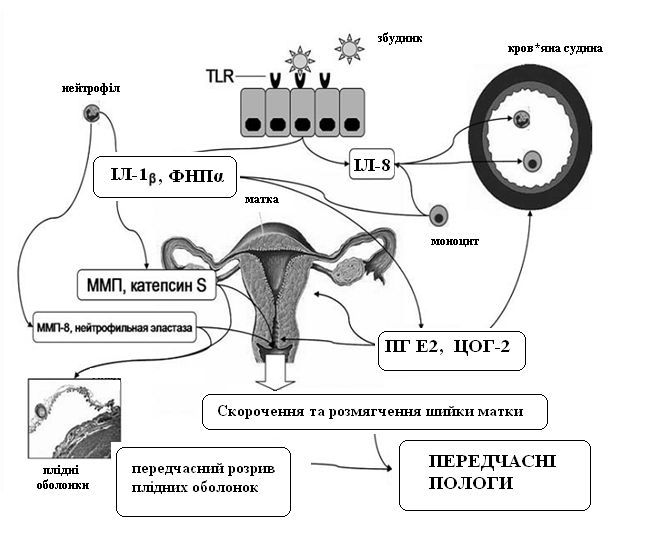 збудник
кров*яна судина
TLR
нейтрофіл
ІЛ-8
ІЛ-1β, ФНПα
матка
моноцит
ММП, катепсин S
ММП-8, нейтрофильная эластаза
ПГ Е2, ЦОГ-2
Скорочення та розмягчення шийки матки
плідні
оболонки
передчасний розрив
плідних оболонок
ПЕРЕДЧАСНІ
ПОЛОГИ